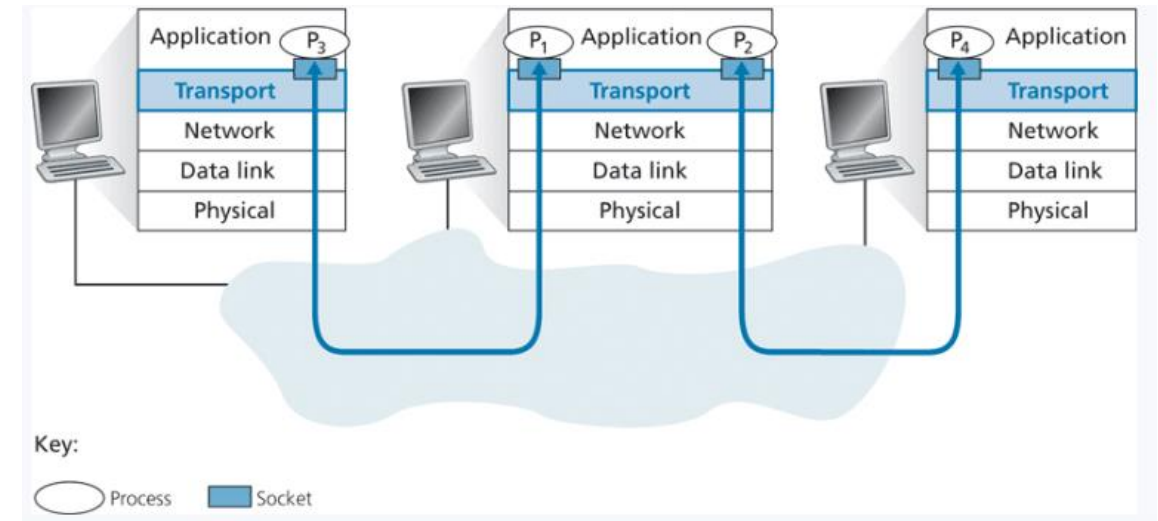 Application P₃
Transport
Network
Data link
Physical
P₁ Application P₂
Transport
Network
Data link
Physical
P₄ Application
Transport
Network
Data link
Physical
Key:
Process Socket